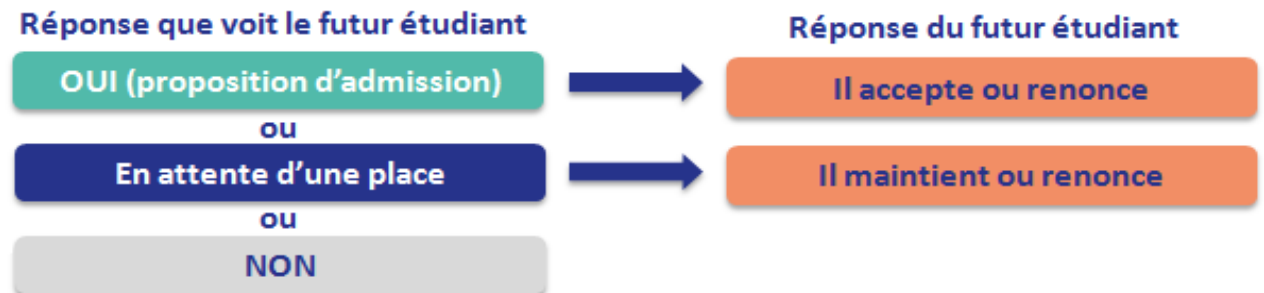 Réponse que voit le futur étudiant
Réponse du futur étudiant
OUI (proposition d'admission)
Il accepte ou renonce
ou
En attente d'une place
Il maintient ou renonce
ou
NON